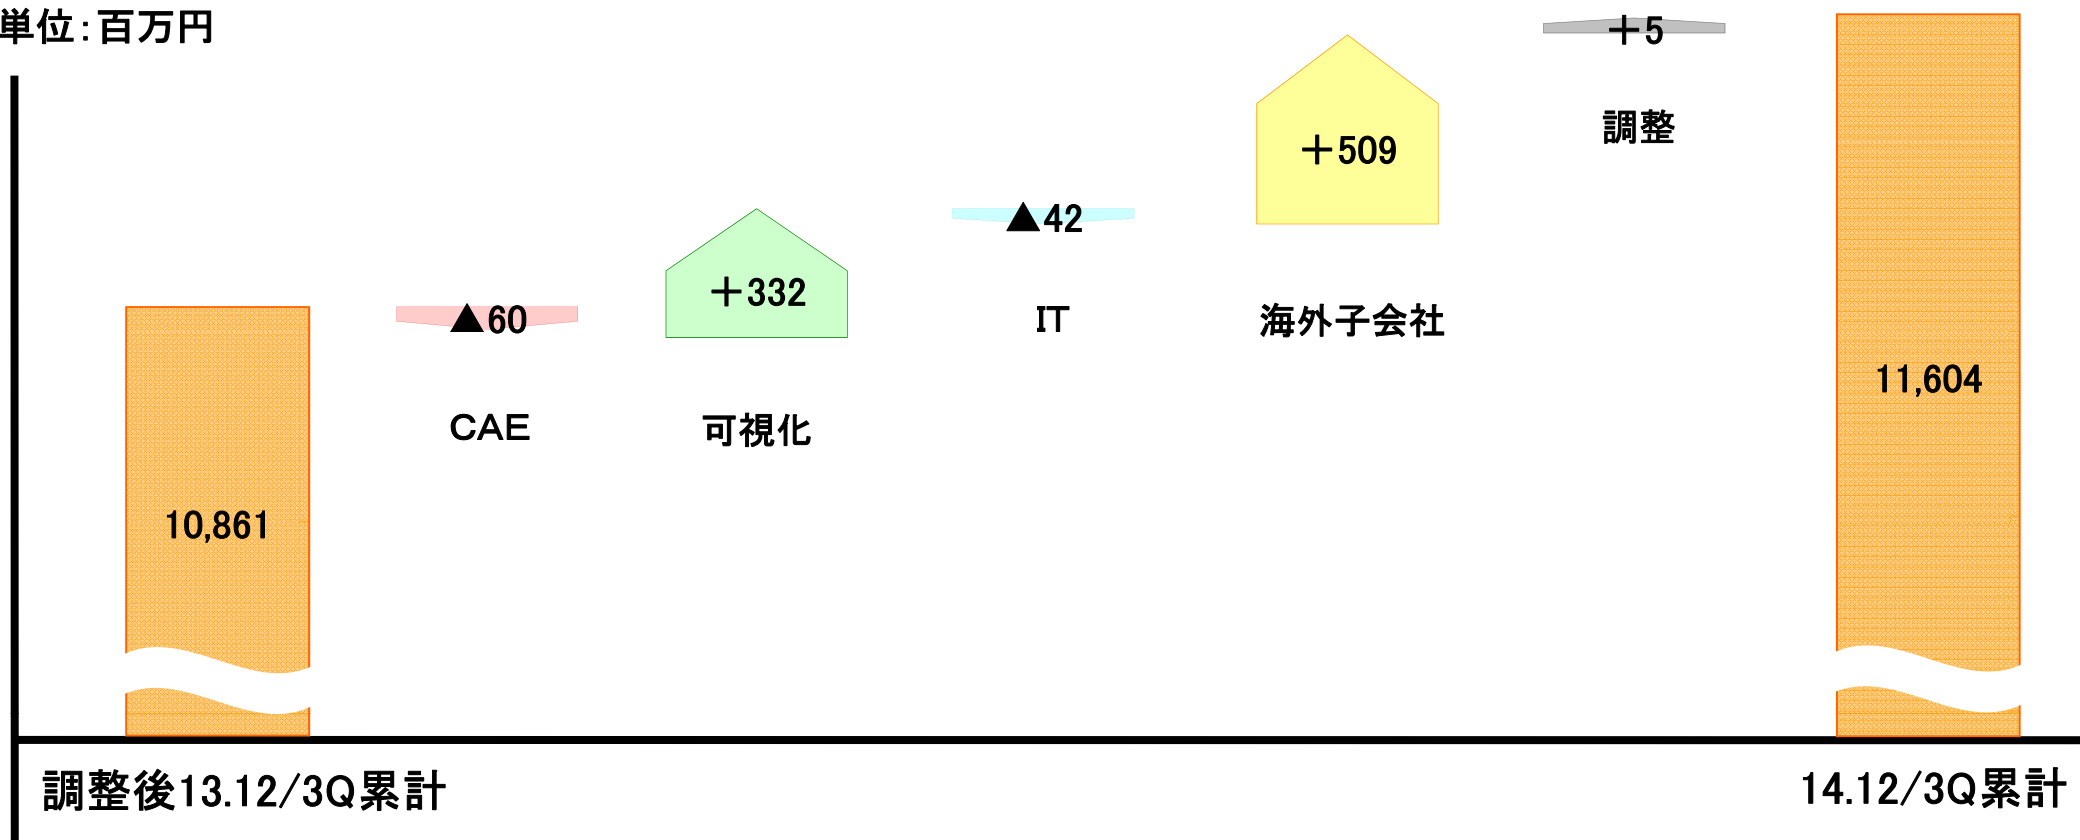 単位：百万円
＋5
調整
＋509
海外子会社
▲42
IT
＋332
可視化
▲60
CAE
10,861
11,604
調整後13.12/3Q累計
14.12/3Q累計